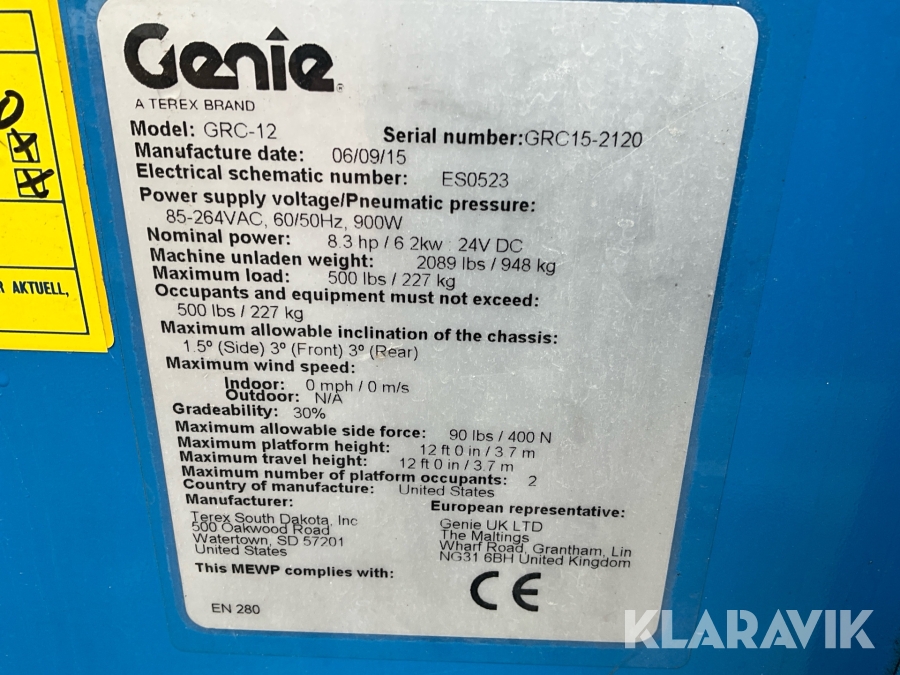 Genie
A TEREX BRAND
Model: GRC-12 Serial number:GRC15-2120
Manufacture date: 06/09/15
Electrical schematic number: ES0523
Power supply voltage/Pneumatic pressure:
85-264VAC, 60/50Hz, 900W
Nominal power: 8.3 hp / 6.2kw 24V DC
Machine unladen weight: 2089 lbs / 948 kg
Maximum load: 500 lbs / 227 kg
Occupants and equipment must not exceed:
500 lbs / 227 kg
Maximum allowable inclination of the chassis:
1.5º (Side) 3º (Front) 3º (Rear)
Maximum wind speed:
Indoor: 0 mph / 0 m/s
Outdoor: N/A
Gradeability: 30%
Maximum allowable side force: 90 lbs / 400 N
Maximum platform height: 12 ft 0 in / 3.7 m
Maximum travel height: 12 ft 0 in / 3.7 m
Maximum number of platform occupants: 2
Country of manufacture: United States
Manufacturer:
Terex South Dakota, Inc
500 Oakwood Road
Watertown, SD 57201
United States
European representative:
Genie UK LTD
The Maltings
Wharf Road, Grantham, Lin
NG31 6BH United Kingdom
This MEWP complies with:
EN 280
CE
R AKTUELL,
KLARAVIK